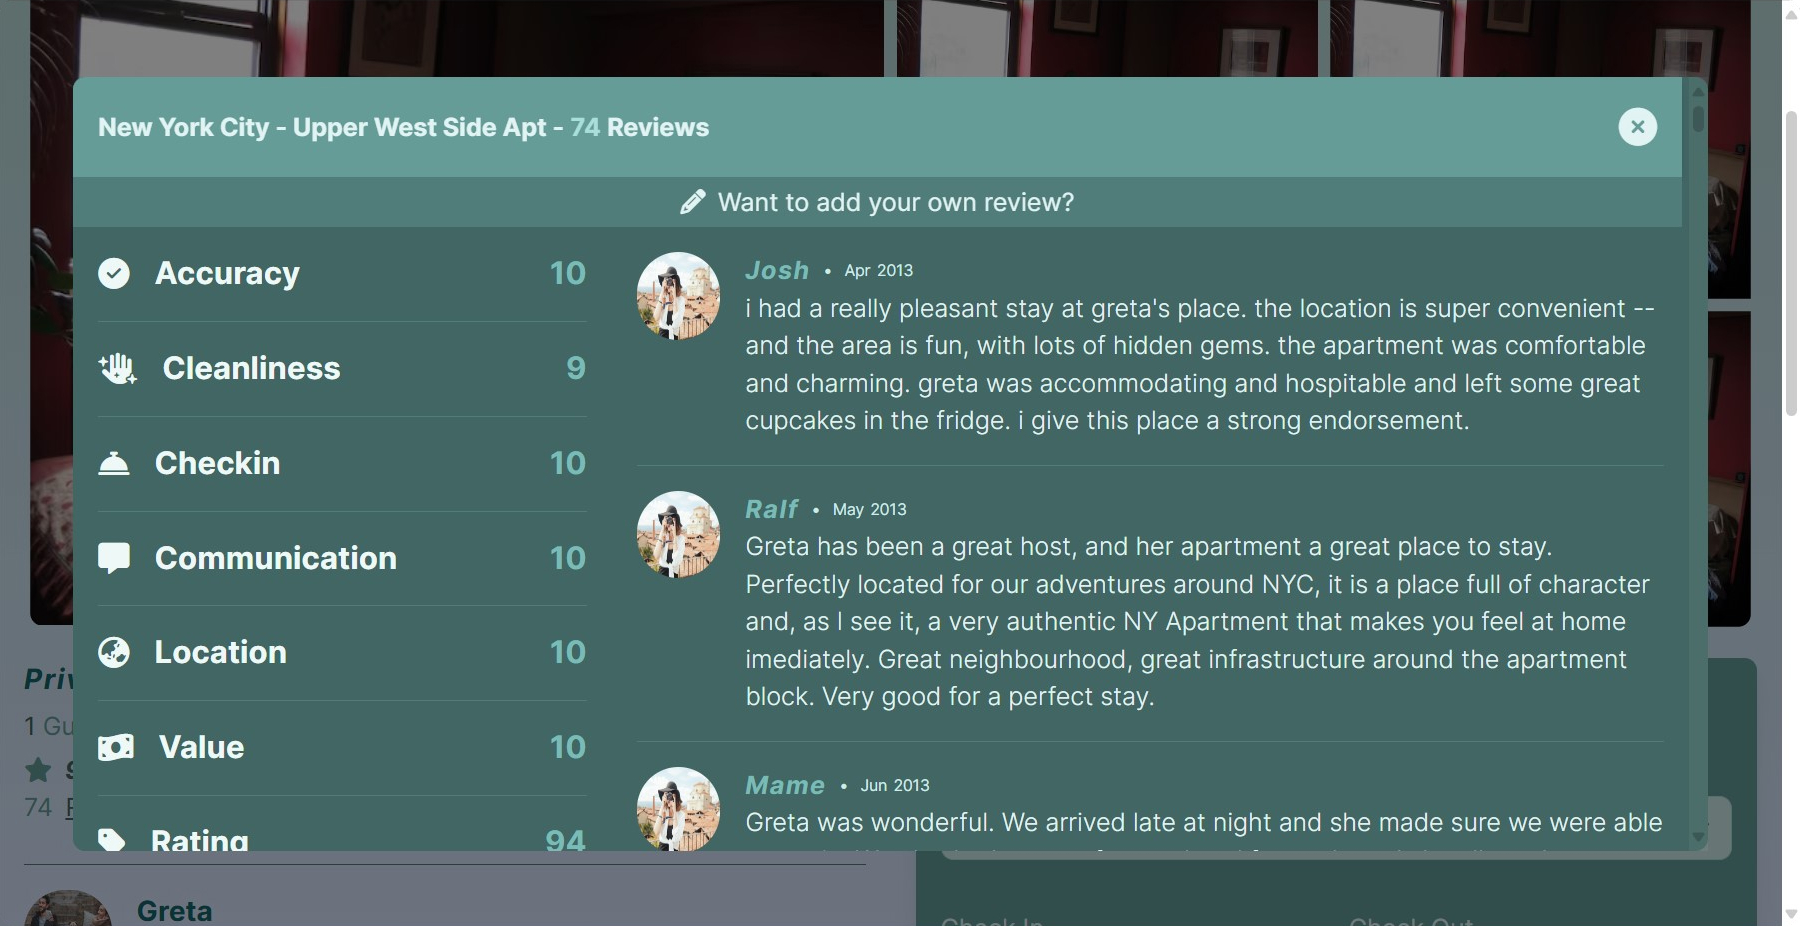 New York City - Upper West Side Apt - 74 Reviews
Want to add your own review?
Accuracy 10
Cleanliness 9
Checkin 10
Communication 10
Location 10
Value 10
Rating 94
Josh • Apr 2013
i had a really pleasant stay at greta's place. the location is super convenient --
and the area is fun, with lots of hidden gems. the apartment was comfortable
and charming. greta was accommodating and hospitable and left some great
cupcakes in the fridge. i give this place a strong endorsement.
Ralf • May 2013
Greta has been a great host, and her apartment a great place to stay.
Perfectly located for our adventures around NYC, it is a place full of character
and, as I see it, a very authentic NY Apartment that makes you feel at home
imediately. Great neighbourhood, great infrastructure around the apartment
block. Very good for a perfect stay.
Mame • Jun 2013
Greta was wonderful. We arrived late at night and she made sure we were able
1
74
Greta
Check In
Check Out